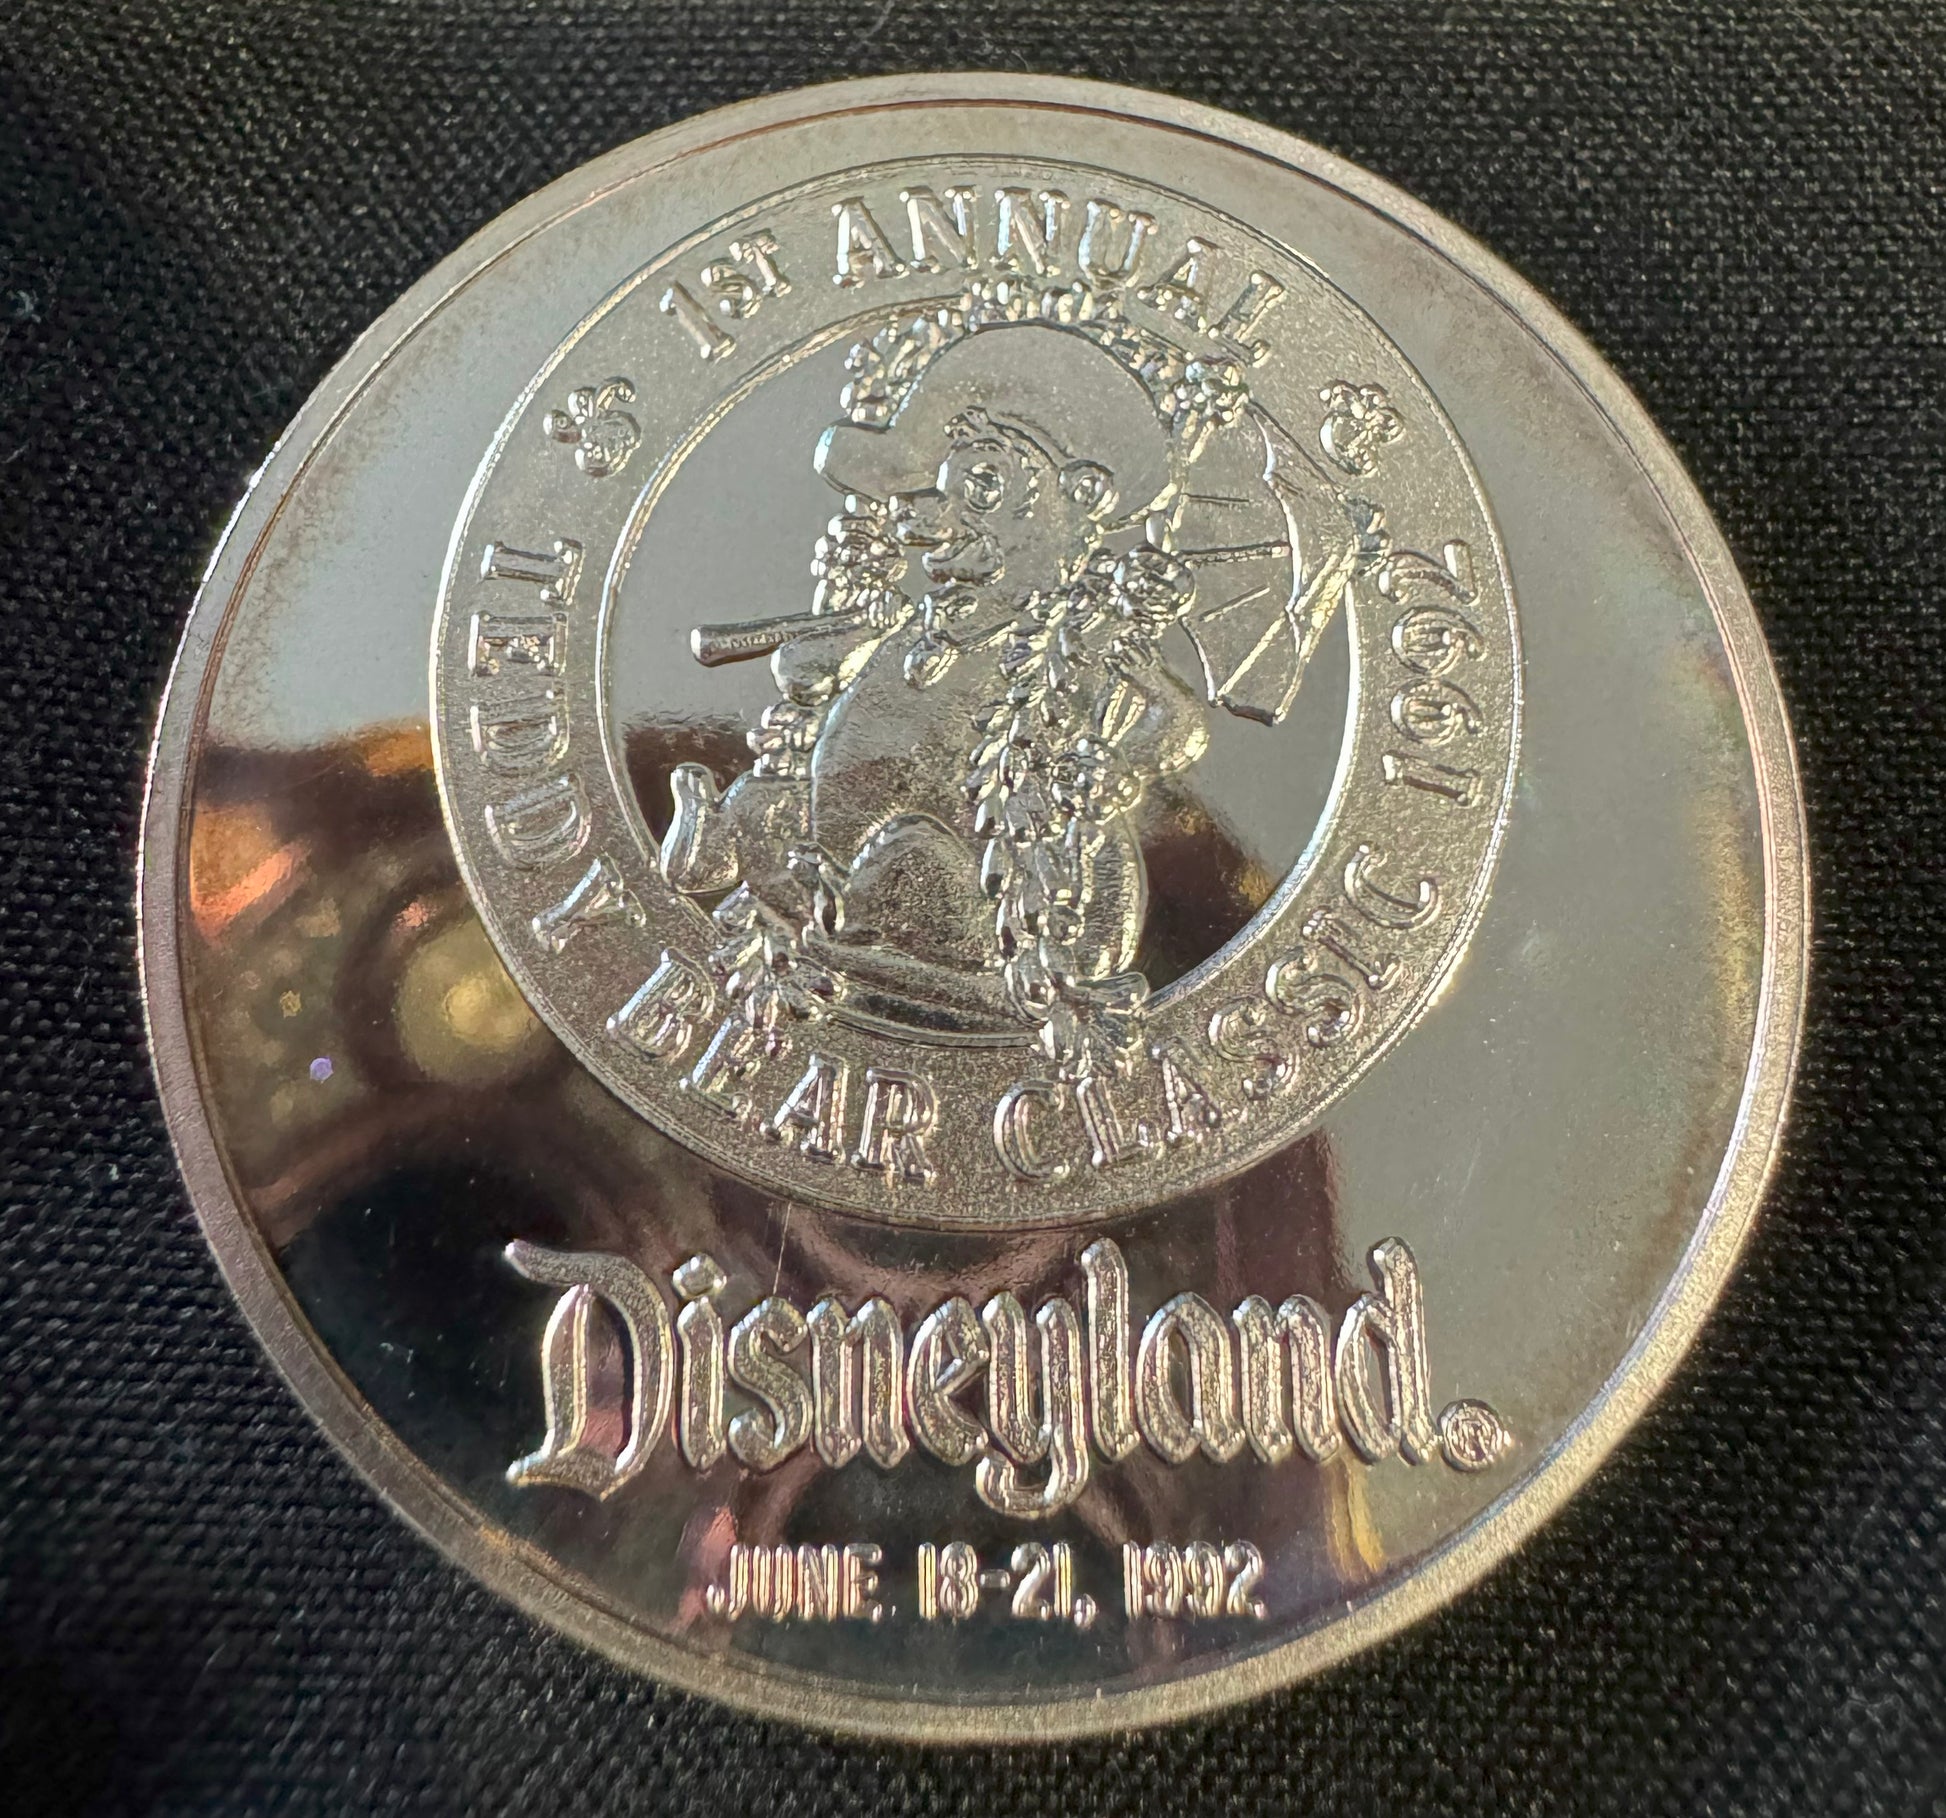 1ST ANNUAL
TEDDY BEAR CLASSIC 1992
Disneyland®
JUNE 18-21, 1992